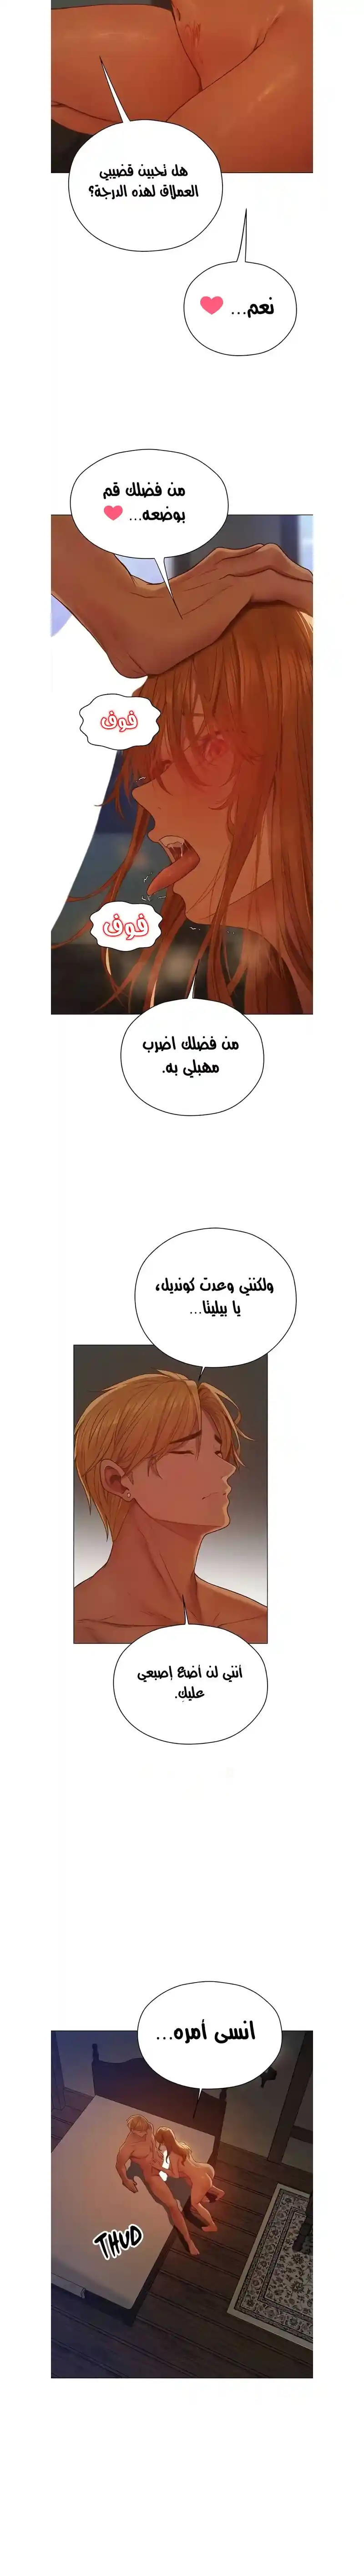 هل تحبين قضيبي
العملاق لهذه الدرجة؟
نعم... ♥
من فضلك قم
بوضعه... ♥
فوف
فوف
من فضلك اضرب
مهبلي به.
ولكنني وعدت كونديل،
يا بيليتا...
أنني لن أضع إصبعي
عليكِ.
انسى أمره...
THUD